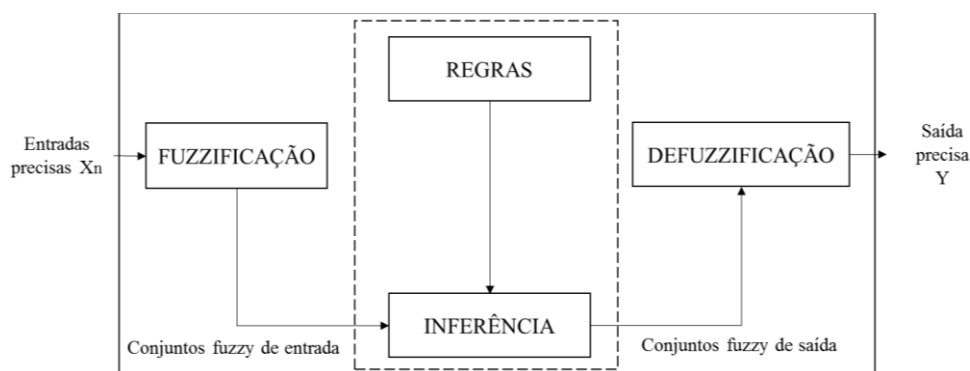 REGRAS
Entradas
precisas Xn
FUZZIFICAÇÃO
DEFUZZIFICAÇÃO
Saída
precisa
Y
INFERÊNCIA
Conjuntos fuzzy de entrada
Conjuntos fuzzy de saída